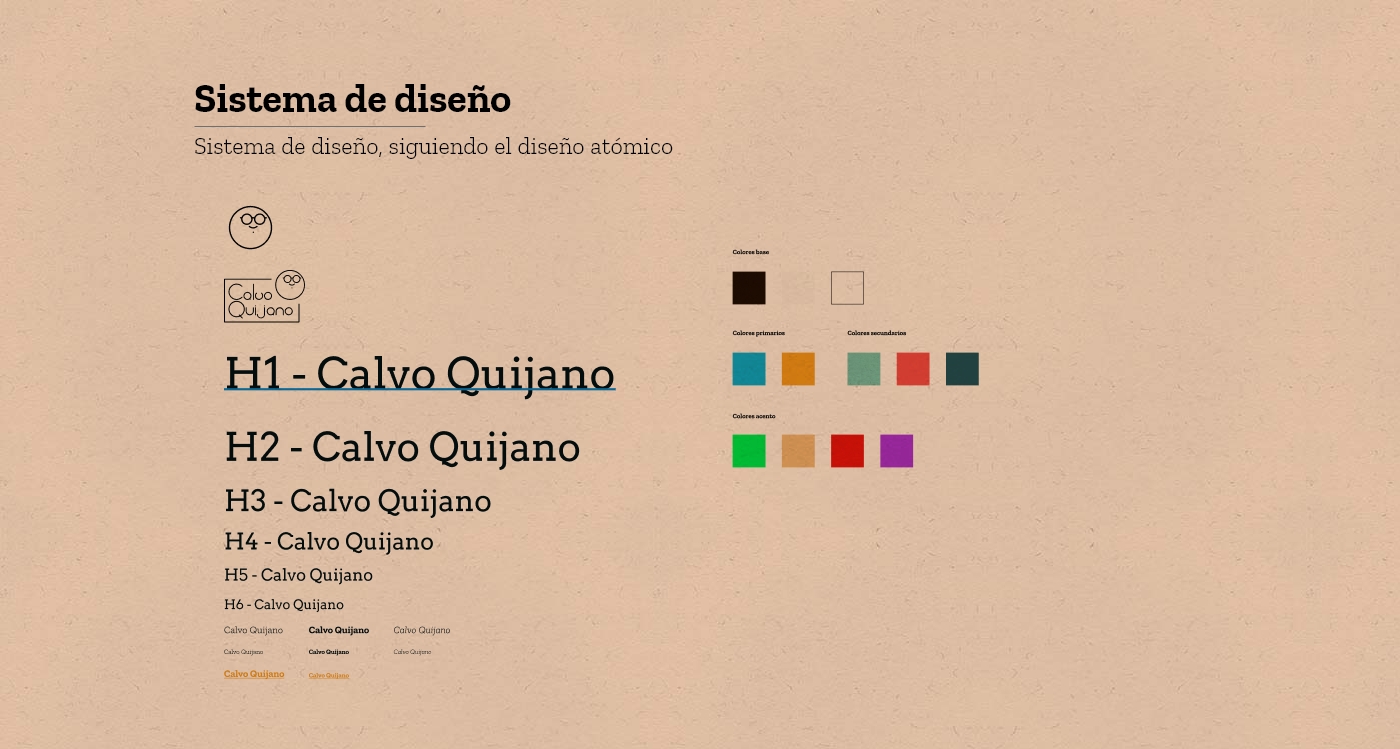 Sistema de diseño
Sistema de diseño, siguiendo el diseño atómico
Calvo
Quijano
H1 - Calvo Quijano
H2 - Calvo Quijano
H3 - Calvo Quijano
H4 - Calvo Quijano
H5 - Calvo Quijano
H6 - Calvo Quijano
Calvo Quijano Calvo Quijano Calvo Quijano
Calvo Quijano Calvo Quijano Calvo Quijano
Calvo Quijano Calvo Quijano
Colores base
Colores primarios Colores secundarios
Colores acento